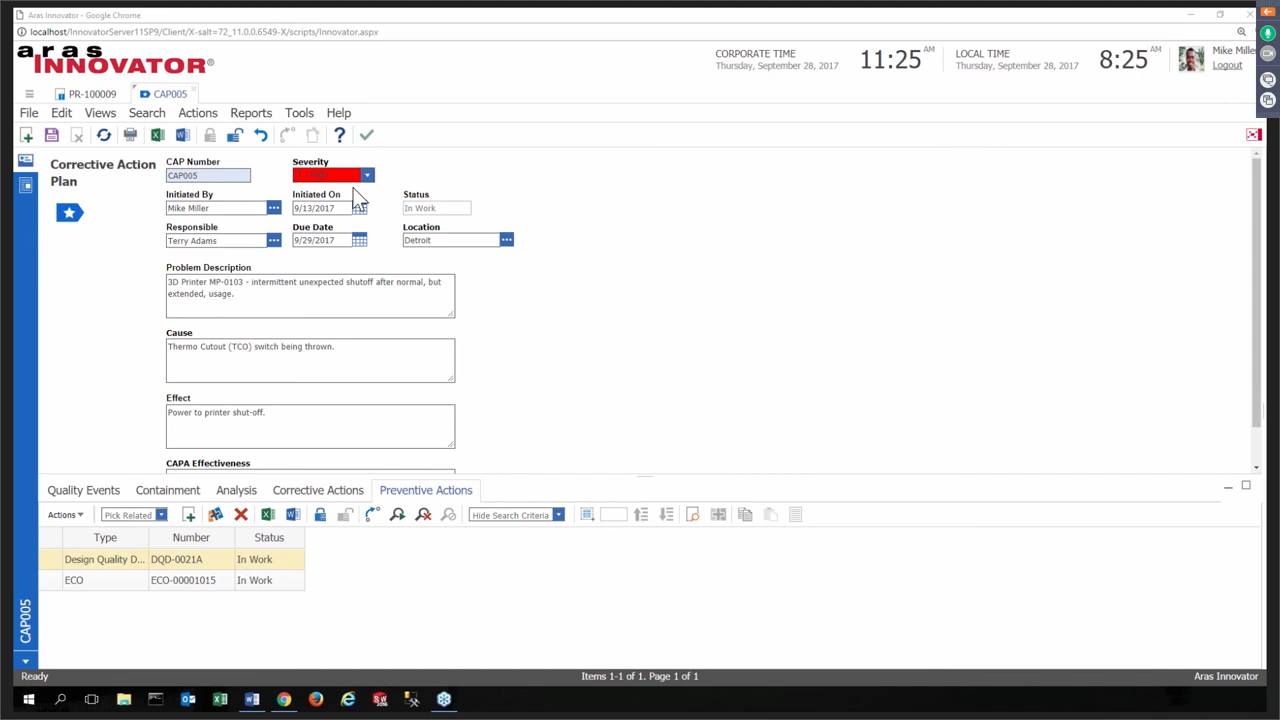 Aras Innovator - Google Chrome
localhost/InnovatorServer11SP9/Client/X-salt=72_11.0.0.6549-X/scripts/Innovator.aspx
aras
INNOVATOR®
CORPORATE TIME
Thursday, September 28, 2017
11:25 AM
LOCAL TIME
Thursday, September 28, 2017
8:25 AM
Mike Miller
Logout
PR-100009
CAP005
File Edit Views Search Actions Reports Tools Help
Corrective Action
Plan
CAP Number
CAP005
Severity
Initiated By
Mike Miller
Initiated On
9/13/2017
Status
In Work
Responsible
Terry Adams
Due Date
9/29/2017
Location
Detroit
Problem Description
3D Printer MP-0103 - intermittent unexpected shutoff after normal, but
extended, usage.
Cause
Thermo Cutout (TCO) switch being thrown.
Effect
Power to printer shut-off.
CAPA Effectiveness
Quality Events Containment Analysis Corrective Actions Preventive Actions
Actions Pick Related Hide Search Criteria
Type Number Status
Design Quality D... DQD-0021A In Work
ECO ECO-00001015 In Work
CAP005
Ready Items 1-1 of 1. Page 1 of 1 Aras Innovator